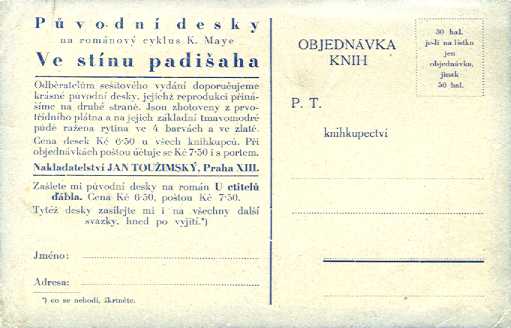 Původní desky
na románový cyklus K. Maye
Ve stínu padišaha
Odběratelům sešitového vydání doporučujeme
krásné původní desky, jejichž reprodukci přiná-
šíme na druhé straně. Jsou zhotoveny z prvo-
třídního plátna a na jejich základní tmavomodré
půdě ražena rytina ve 4 barvách a ve zlatě.
Cena desek Kč 6·50 u všech knihkupců. Při
objednávkách poštou účtuje se Kč 7·50 i s portem.
Nakladatelství JAN TOUŽIMSKÝ, Praha XIII.
Zašlete mi původní desky na román U ctitelů
ďábla. Cena Kč 6·50, poštou Kč 7·50.
Tytéž desky zasílejte mi i na všechny další
svazky, hned po vyjití.*)
Jméno:
Adresa:
*) co se nehodí, škrtněte.
OBJEDNÁVKA
KNIH
30 hal.
je-li na lístku
jen
objednávka,
jinak
50 hal.
P. T.
knihkupectví